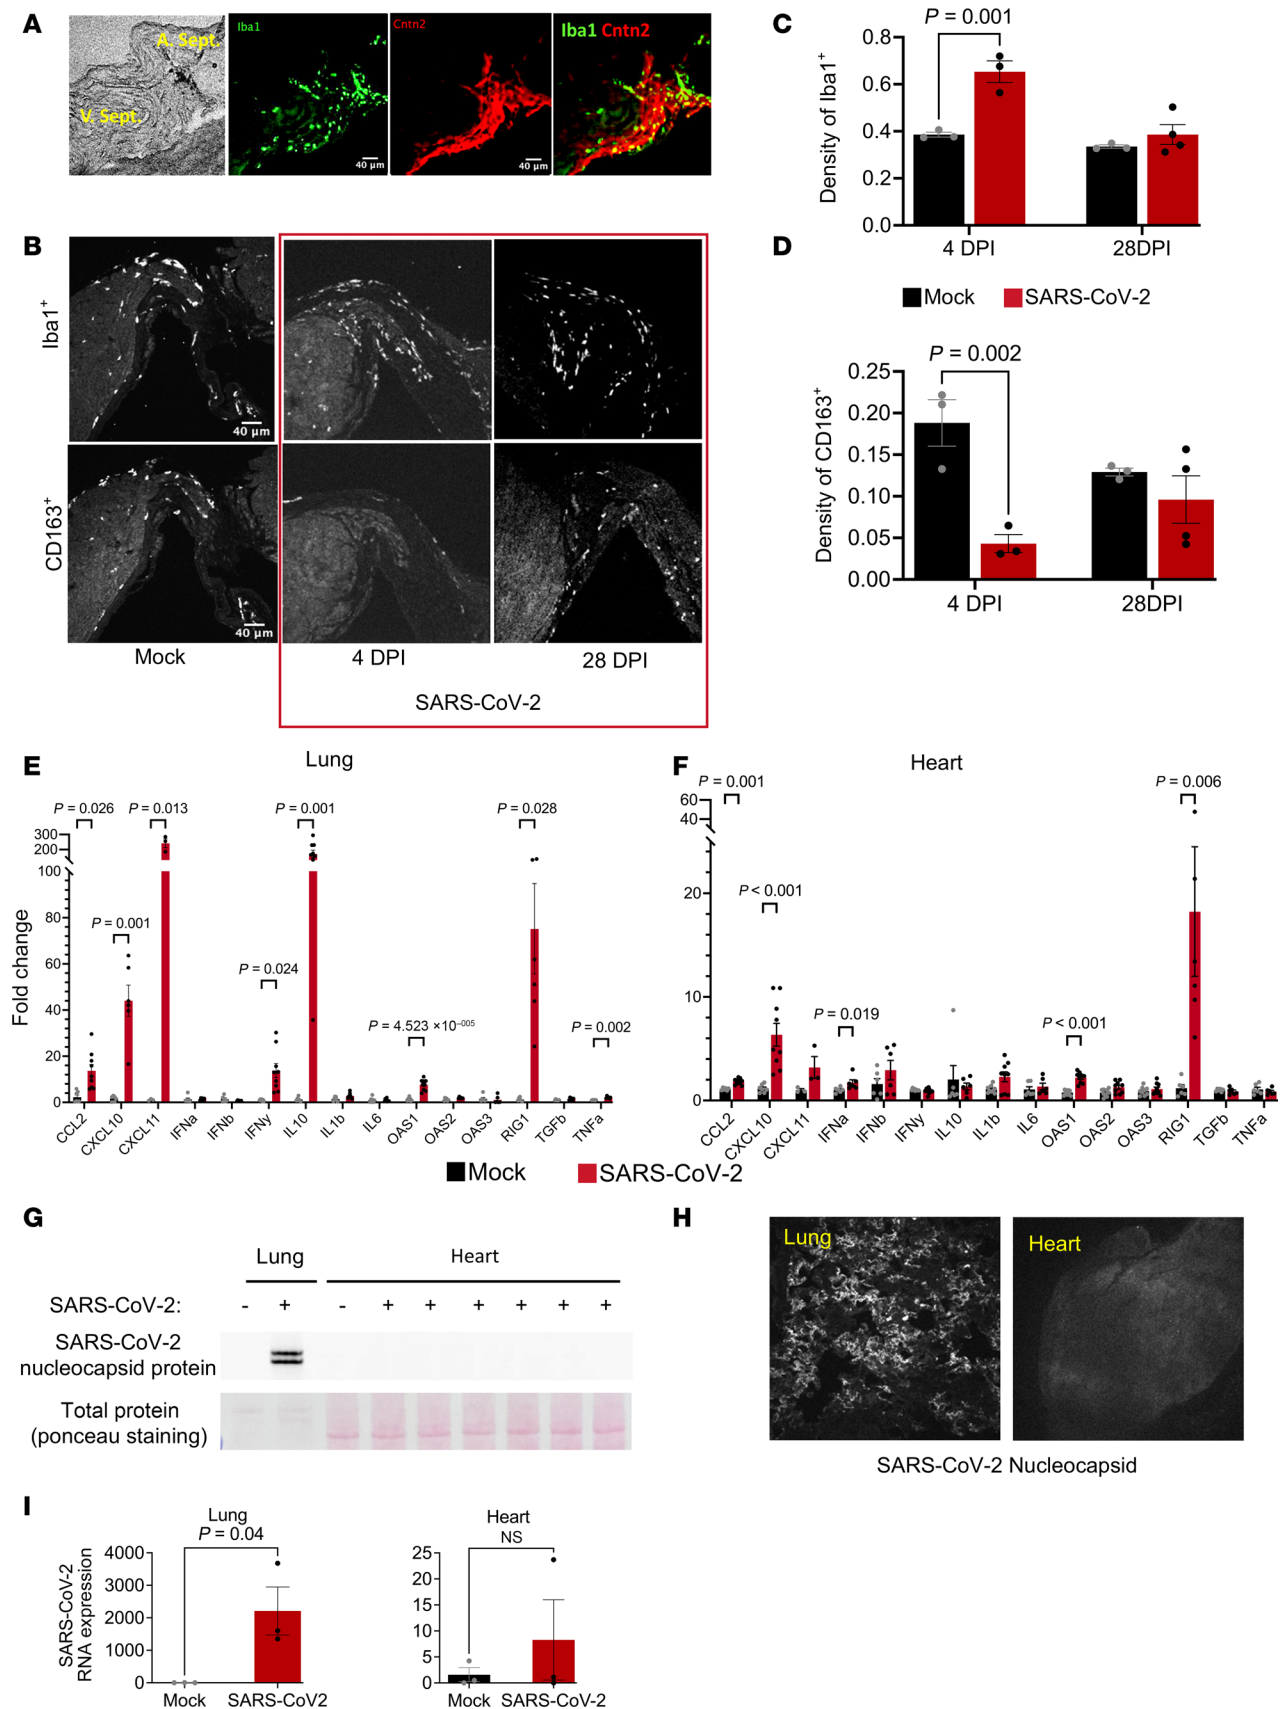 A
A. Sept.
V. Sept.
Iba1
40 µm
Cntn2
40 µm
Iba1 Cntn2
C
P = 0.001
Density of Iba1+
0.8
0.6
0.4
0.2
0.0
4 DPI
28DPI
B
Iba1+
40 µm
CD163+
40 µm
Mock
4 DPI
28 DPI
SARS-CoV-2
D
Mock
SARS-CoV-2
P = 0.002
Density of CD163+
0.25
0.20
0.15
0.10
0.05
0.00
4 DPI
28DPI
E
Lung
P = 0.026
P = 0.013
P = 0.001
P = 0.028
P = 0.001
P = 0.024
P = 4.523 ×10−005
P = 0.002
Fold change
300
200
100
80
60
40
20
0
CCL2
CXCL10
CXCL11
IFNa
IFNb
IFNy
IL10
IL1b
IL6
OAS1
OAS2
OAS3
RIG1
TGFb
TNFa
F
Heart
P = 0.001
P = 0.006
P < 0.001
P = 0.019
P < 0.001
60
40
20
10
0
CCL2
CXCL10
CXCL11
IFNa
IFNb
IFNy
IL10
IL1b
IL6
OAS1
OAS2
OAS3
RIG1
TGFb
TNFa
Mock
SARS-CoV-2
G
Lung
Heart
SARS-CoV-2:
- + - + + + + + +
SARS-CoV-2
nucleocapsid protein
Total protein
(ponceau staining)
H
Lung
Heart
SARS-CoV-2 Nucleocapsid
I
Lung
P = 0.04
SARS-CoV-2
RNA expression
4000
3000
2000
1000
0
Mock
SARS-CoV2
Heart
NS
25
20
15
10
5
0
Mock
SARS-CoV-2